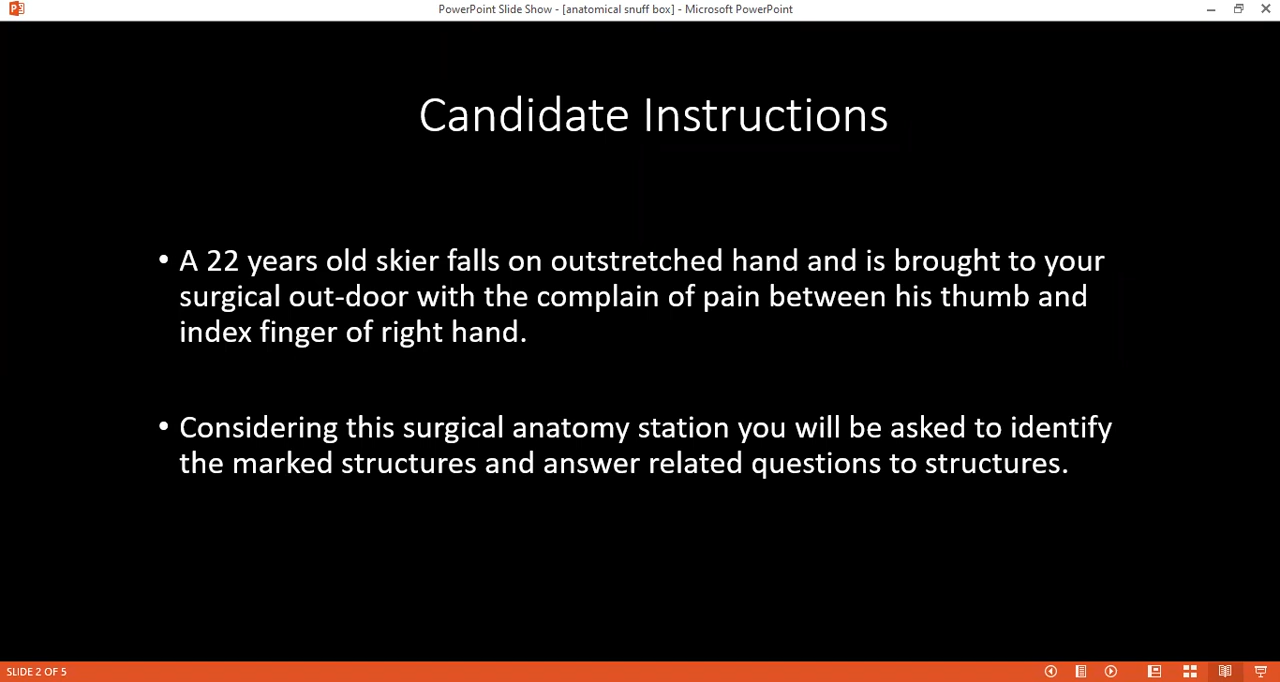 PowerPoint Slide Show - [anatomical snuff box] - Microsoft PowerPoint
Candidate Instructions
• A 22 years old skier falls on outstretched hand and is brought to your
surgical out-door with the complain of pain between his thumb and
index finger of right hand.
• Considering this surgical anatomy station you will be asked to identify
the marked structures and answer related questions to structures.
SLIDE 2 OF 5